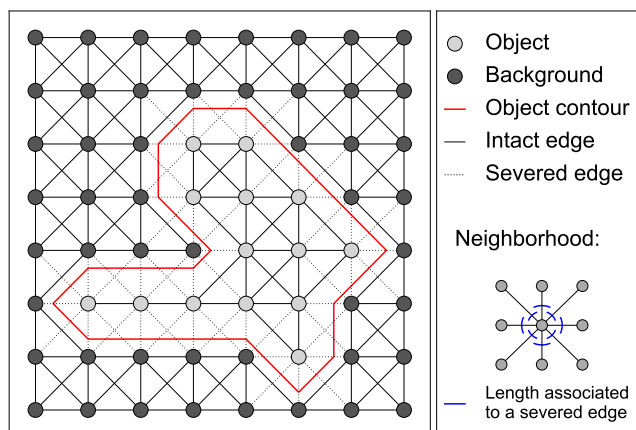 Object
Background
Object contour
Intact edge
Severed edge
Neighborhood:
Length associated
to a severed edge